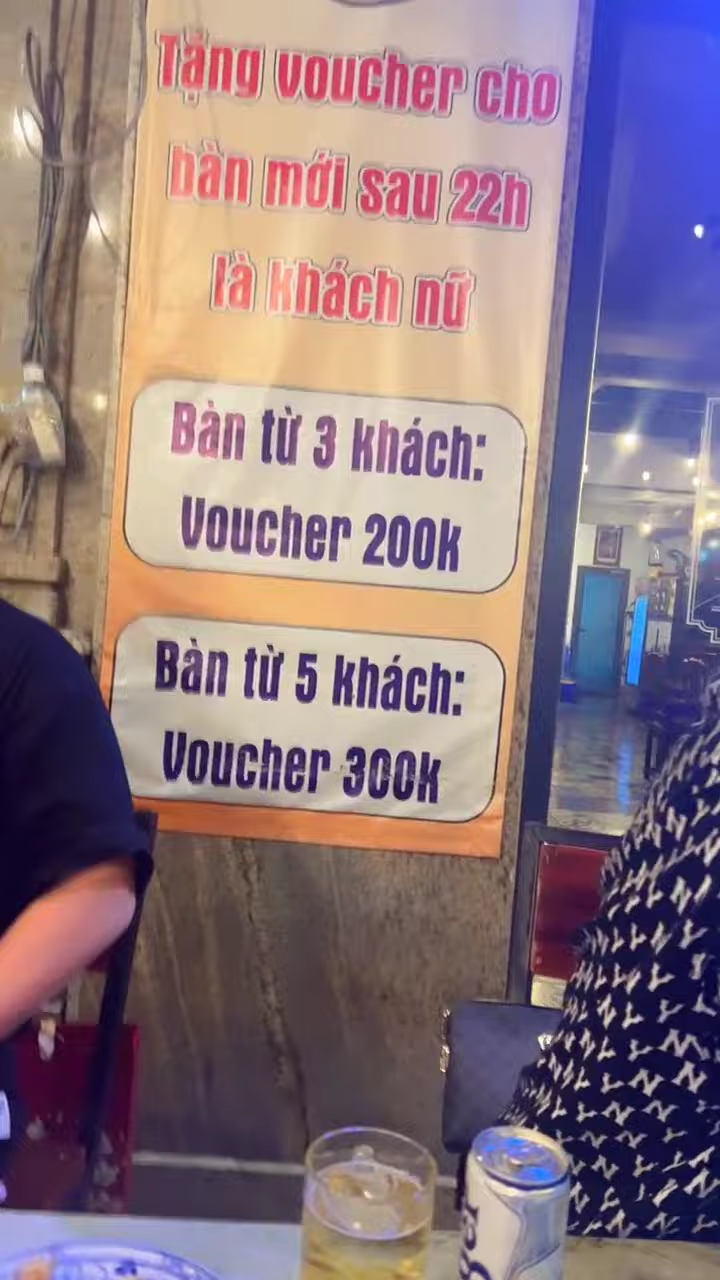 Tặng voucher cho
bàn mới sau 22h
là khách nữ
Bàn từ 3 khách:
Voucher 200k
Bàn từ 5 khách:
Voucher 300k